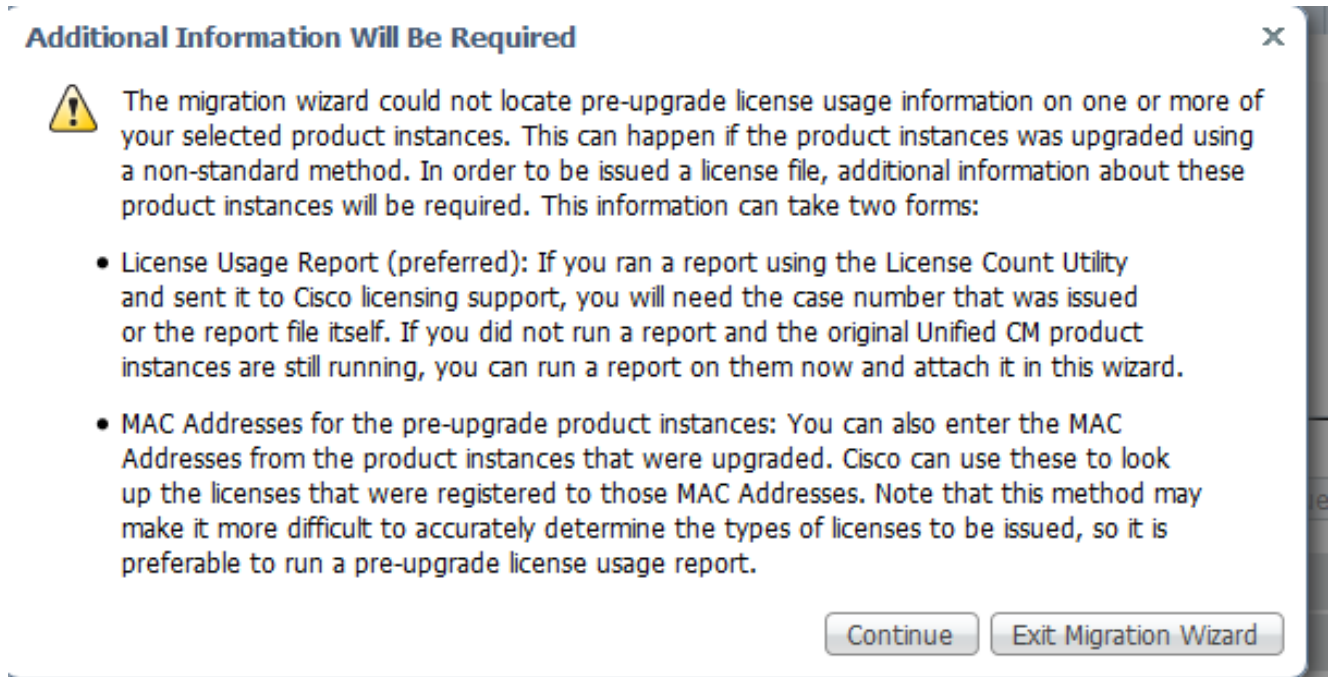 Additional Information Will Be Required
The migration wizard could not locate pre-upgrade license usage information on one or more of
your selected product instances. This can happen if the product instances was upgraded using
a non-standard method. In order to be issued a license file, additional information about these
product instances will be required. This information can take two forms:
• License Usage Report (preferred): If you ran a report using the License Count Utility
and sent it to Cisco licensing support, you will need the case number that was issued
or the report file itself. If you did not run a report and the original Unified CM product
instances are still running, you can run a report on them now and attach it in this wizard.
• MAC Addresses for the pre-upgrade product instances: You can also enter the MAC
Addresses from the product instances that were upgraded. Cisco can use these to look
up the licenses that were registered to those MAC Addresses. Note that this method may
make it more difficult to accurately determine the types of licenses to be issued, so it is
preferable to run a pre-upgrade license usage report.
Continue Exit Migration Wizard